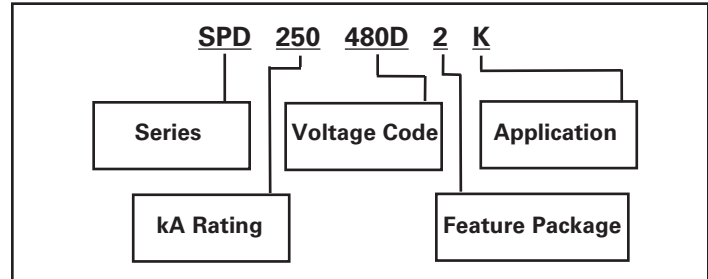 SPD 250 480D 2 K
Series Voltage Code Application
kA Rating Feature Package